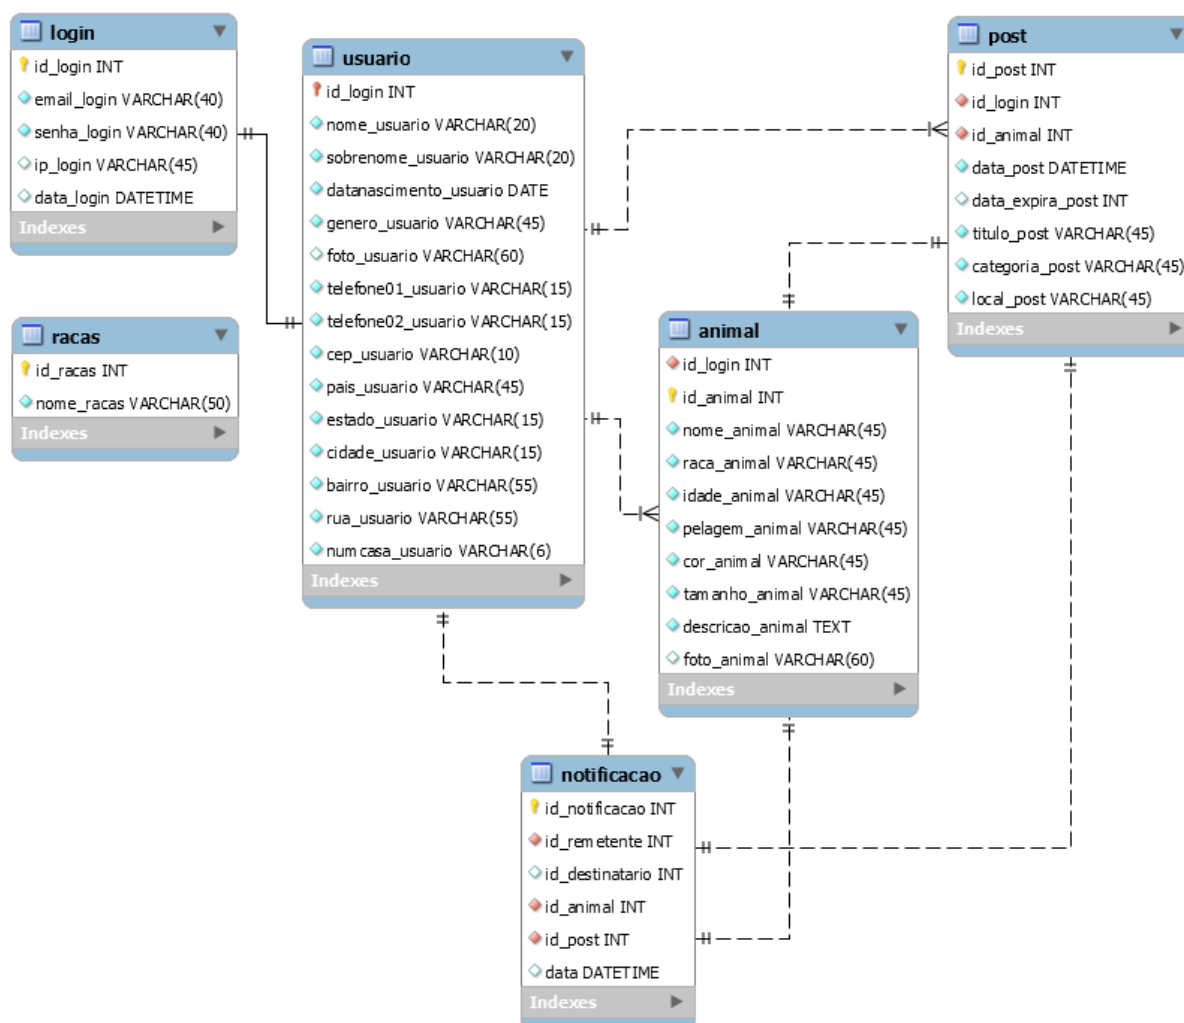 login
id_login INT
email_login VARCHAR(40)
senha_login VARCHAR(40)
ip_login VARCHAR(45)
data_login DATETIME
Indexes
racas
id_racas INT
nome_racas VARCHAR(50)
Indexes
usuario
id_login INT
nome_usuario VARCHAR(20)
sobrenome_usuario VARCHAR(20)
datanascimento_usuario DATE
genero_usuario VARCHAR(45)
foto_usuario VARCHAR(60)
telefone01_usuario VARCHAR(15)
telefone02_usuario VARCHAR(15)
cep_usuario VARCHAR(10)
pais_usuario VARCHAR(45)
estado_usuario VARCHAR(15)
cidade_usuario VARCHAR(15)
bairro_usuario VARCHAR(55)
rua_usuario VARCHAR(55)
numcasa_usuario VARCHAR(6)
Indexes
post
id_post INT
id_login INT
id_animal INT
data_post DATETIME
data_expira_post INT
titulo_post VARCHAR(45)
categoria_post VARCHAR(45)
local_post VARCHAR(45)
Indexes
animal
id_login INT
id_animal INT
nome_animal VARCHAR(45)
raca_animal VARCHAR(45)
idade_animal VARCHAR(45)
pelagem_animal VARCHAR(45)
cor_animal VARCHAR(45)
tamanho_animal VARCHAR(45)
descricao_animal TEXT
foto_animal VARCHAR(60)
Indexes
notificacao
id_notificacao INT
id_remetente INT
id_destinatario INT
id_animal INT
id_post INT
data DATETIME
Indexes